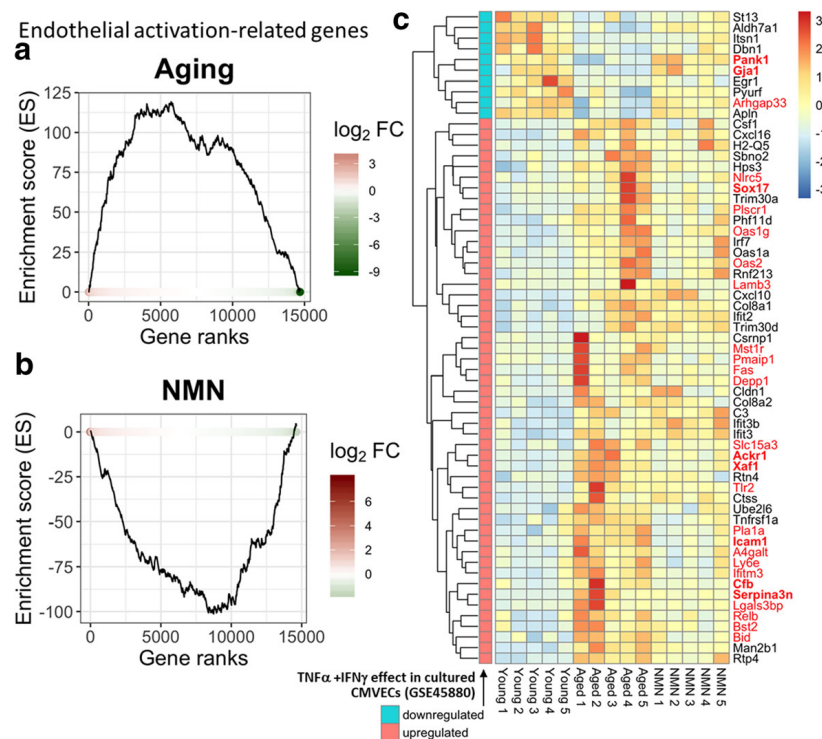 Endothelial activation-related genes
a
Aging
Enrichment score (ES)
125
100
75
50
25
0
0
5000
10000
15000
Gene ranks
log2 FC
3
0
-3
-6
-9
b
NMN
Enrichment score (ES)
0
-25
-50
-75
-100
0
5000
10000
15000
Gene ranks
log2 FC
6
4
2
0
c
St13
Aldh7a1
Itsn1
Dbn1
Pank1
Gja1
Egr1
Pyurf
Arhgap33
Apln
Csf1
Cxcl16
H2-Q5
Sbno2
Hps3
Nlrc5
Sox17
Trim30a
Plscr1
Phf11d
Oas1g
Irf7
Oas1a
Oas2
Rnf213
Lamb3
Cxcl10
Col8a1
Ifit2
Trim30d
Csrnp1
Mst1r
Pmaip1
Fas
Depp1
Cldn1
Col8a2
C3
Ifit3b
Ifit3
Slc15a3
Ackr1
Xaf1
Rtn4
Tlr2
Ctss
Ube2l6
Tnfrsf1a
Pla1a
Icam1
A4galt
Ly6e
Ifitm3
Cfb
Serpina3n
Lgals3bp
Relb
Bst2
Bid
Man2b1
Rtp4
3
2
1
0
-1
-2
-3
Young 1
Young 2
Young 3
Young 4
Young 5
Aged 1
Aged 2
Aged 3
Aged 4
Aged 5
NMN 1
NMN 2
NMN 3
NMN 4
NMN 5
TNFα +IFNγ effect in cultured
CMVECs (GSE45880)
downregulated
upregulated